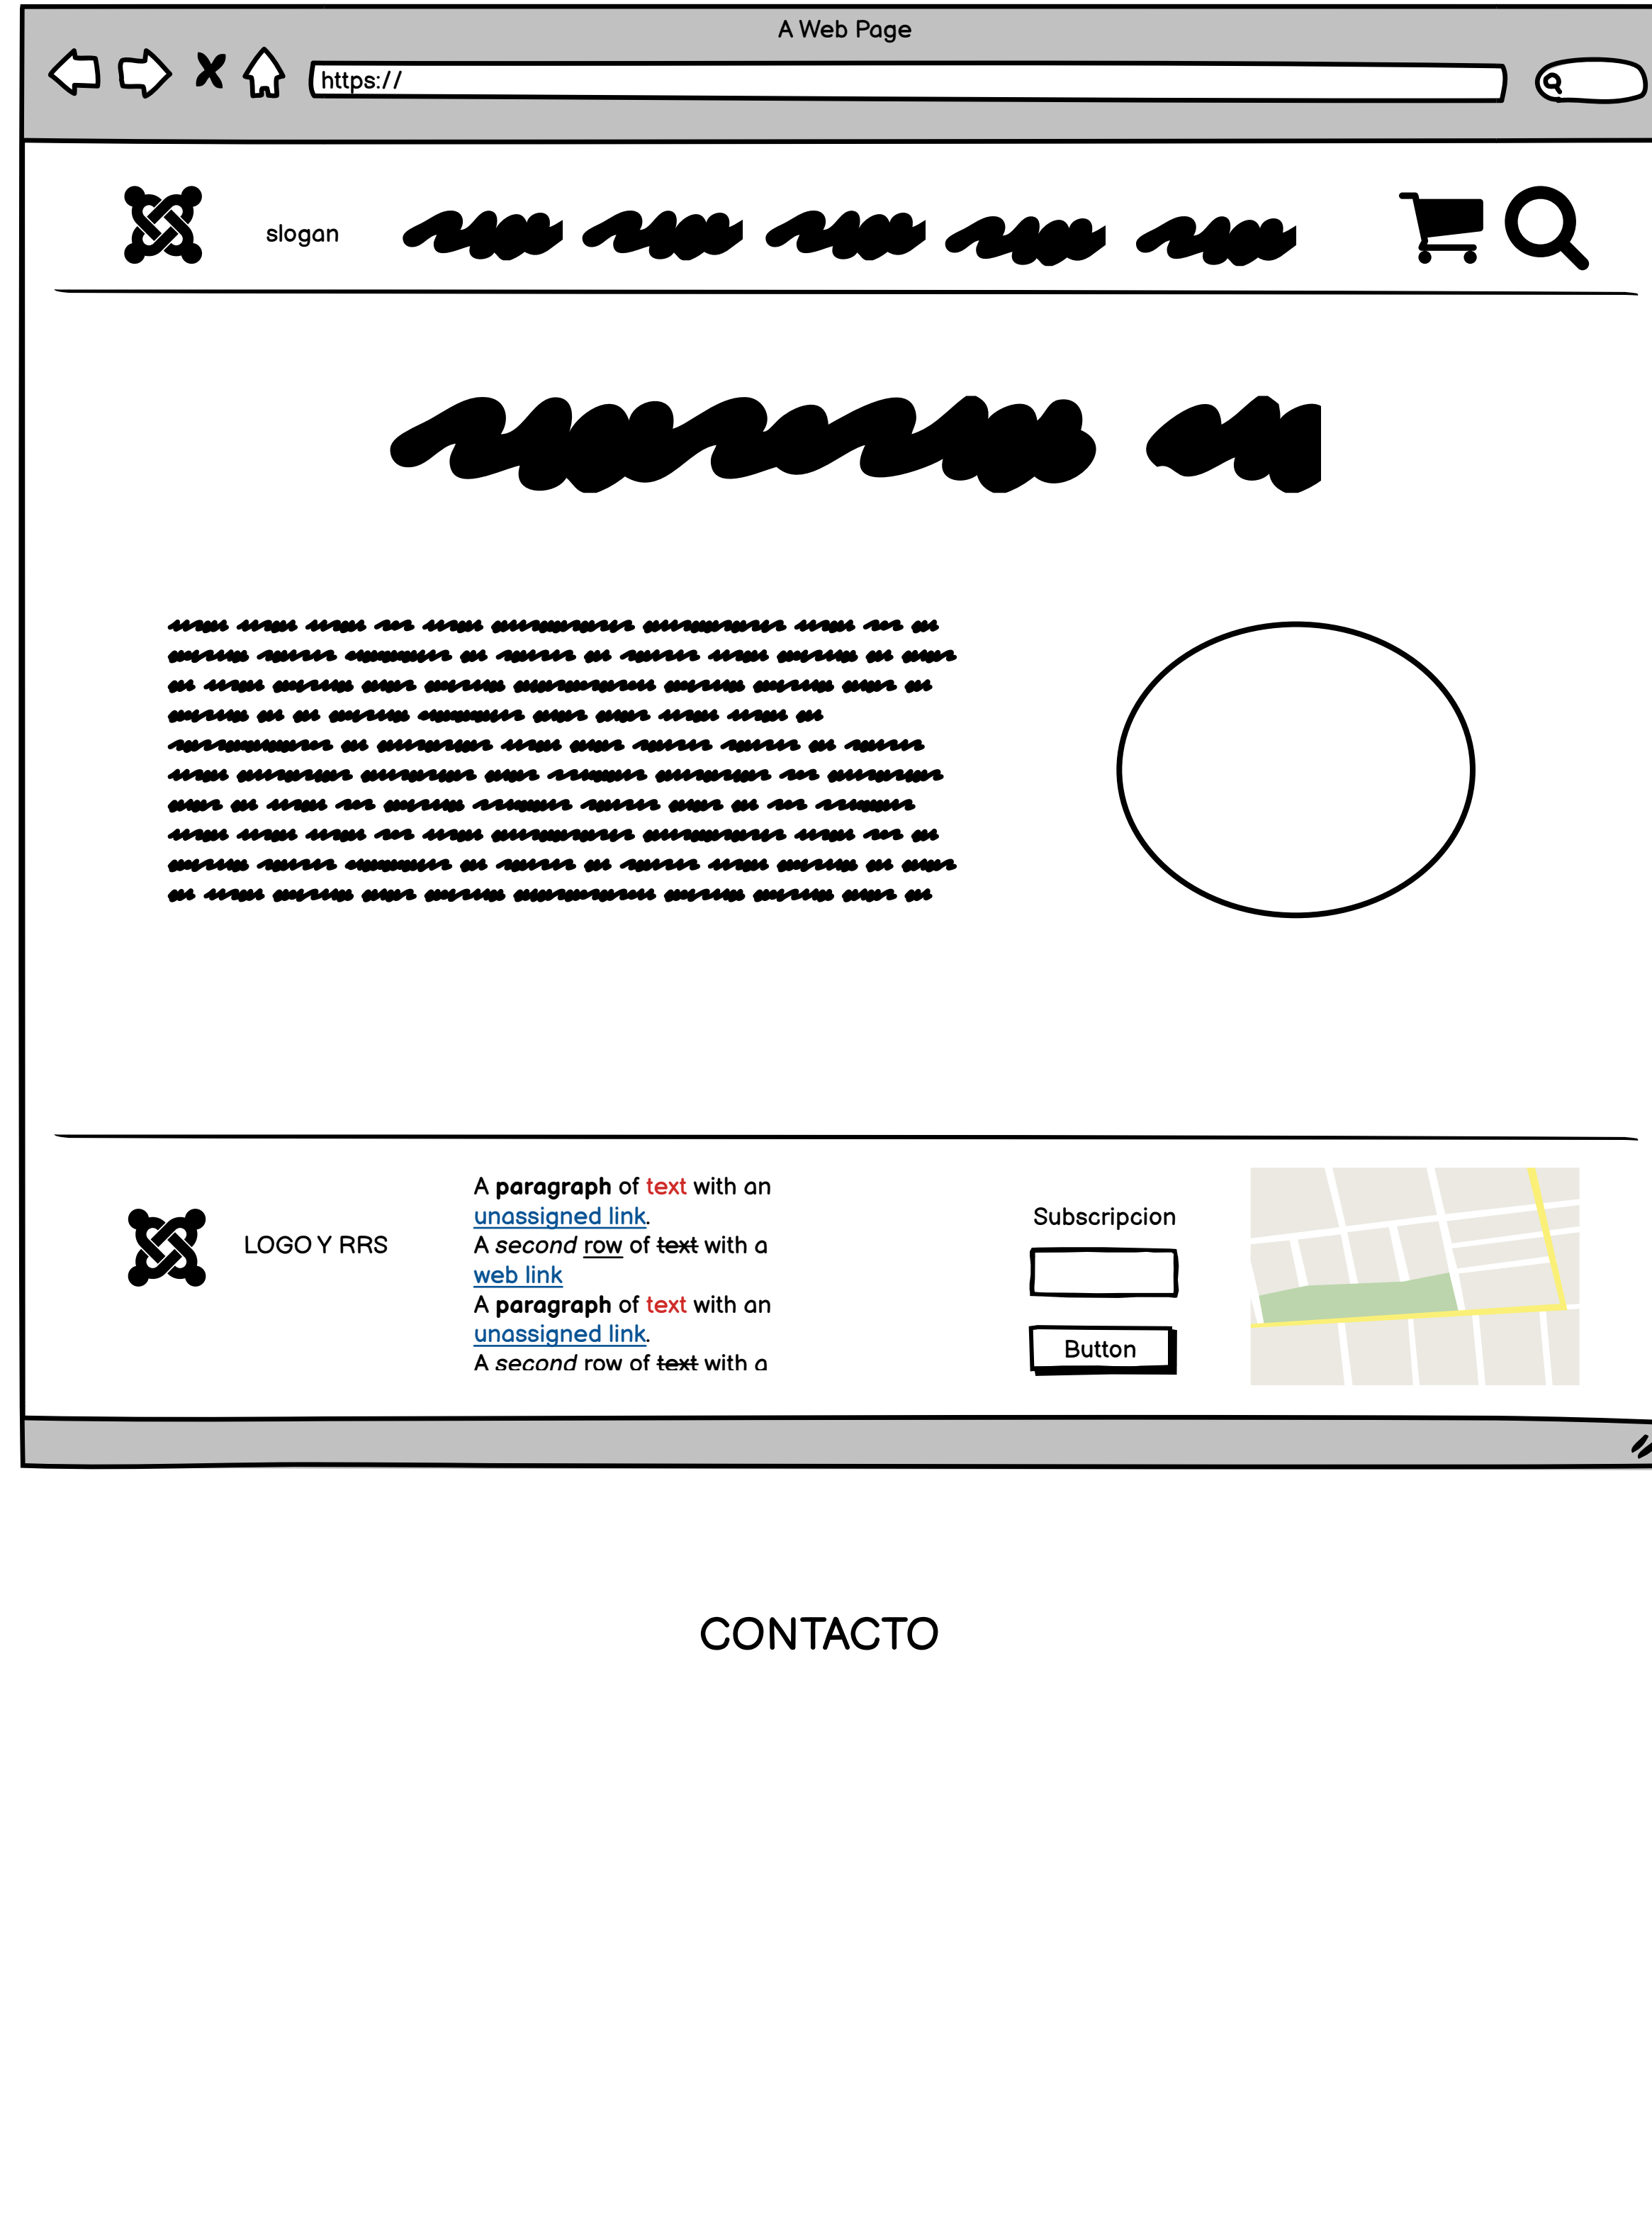 A Web Page
https://
slogan
A paragraph of text with an
unassigned link.
A second row of text with a
web link
A paragraph of text with an
unassigned link.
A second row of text with a
LOGO Y RRS
Subscripcion
Button
CONTACTO